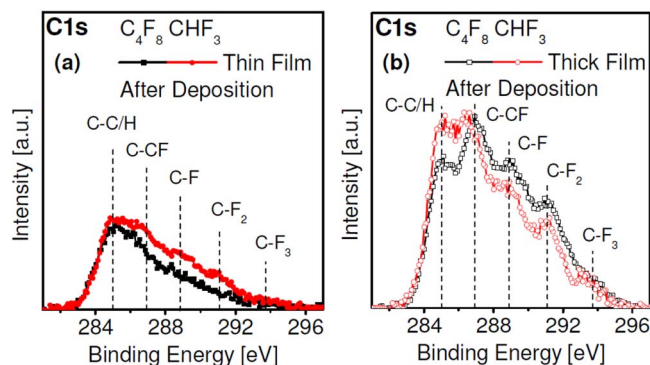 C1s C4F8 CHF3
(a) Thin Film
After Deposition
C-C/H
C-CF
C-F
C-F2
C-F3
Intensity [a.u.]
284 288 292 296
Binding Energy [eV]
C1s C4F8 CHF3
(b) Thick Film
After Deposition
C-C/H
C-CF
C-F
C-F2
C-F3
Intensity [a.u.]
284 288 292 296
Binding Energy [eV]